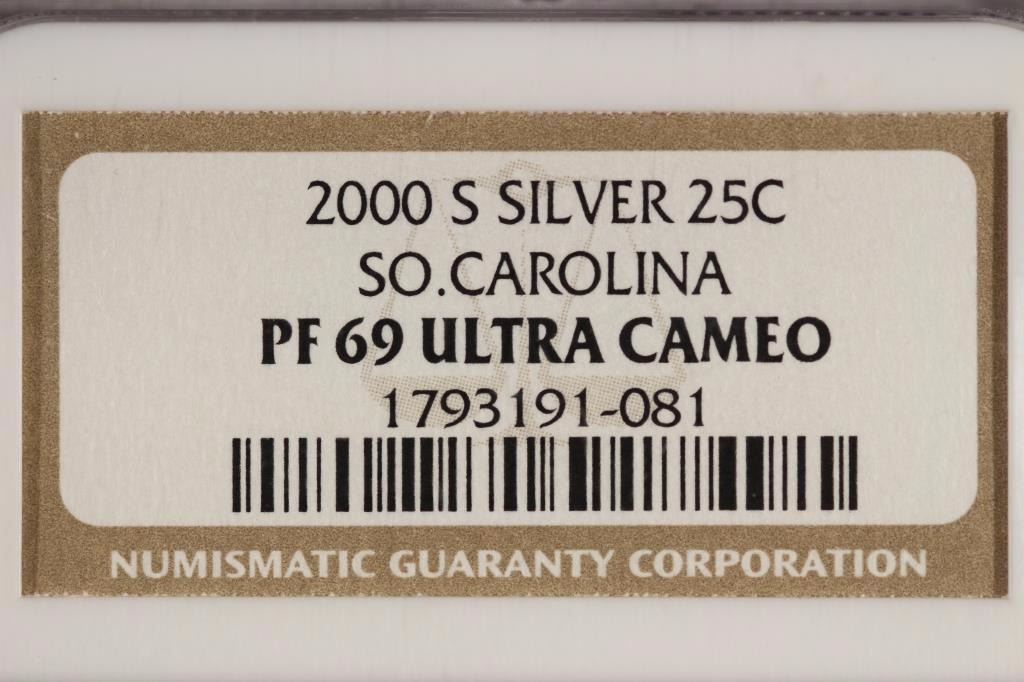 2000 S SILVER 25C
SO.CAROLINA
PF 69 ULTRA CAMEO
1793191-081
NUMISMATIC GUARANTY CORPORATION